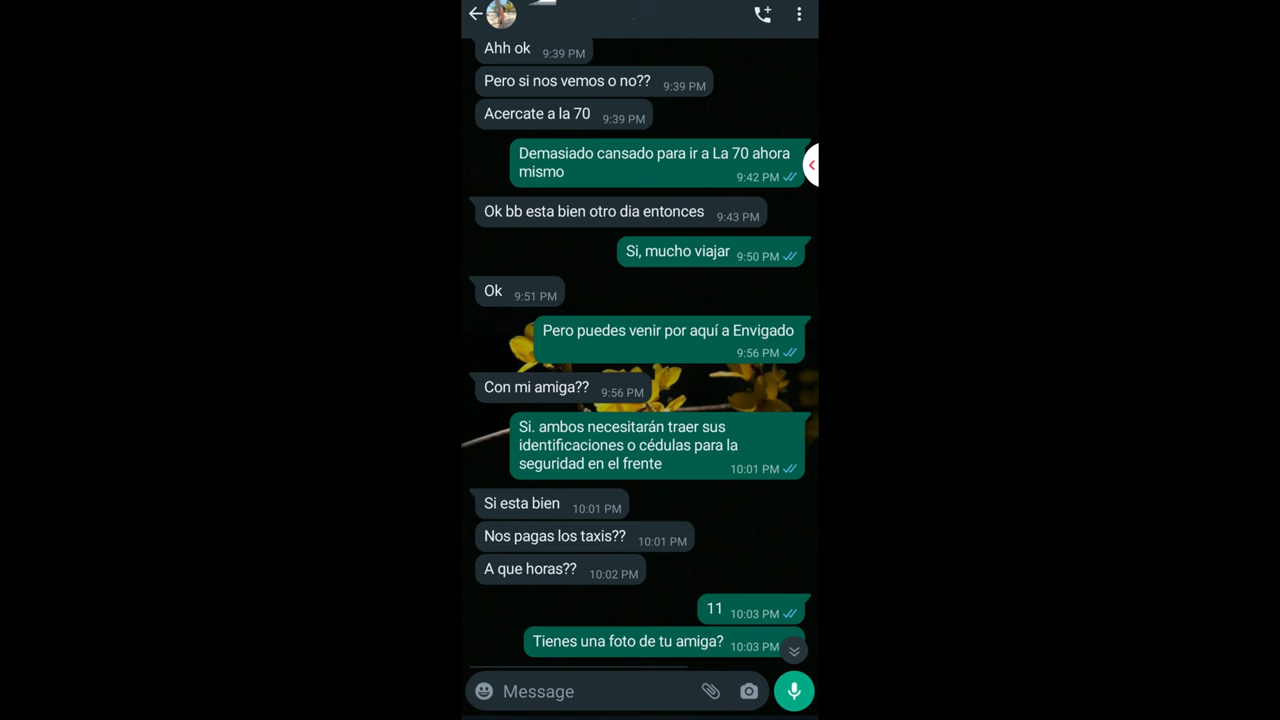 Ahh ok 9:39 PM
Pero si nos vemos o no?? 9:39 PM
Acercate a la 70 9:39 PM
Demasiado cansado para ir a La 70 ahora
mismo 9:42 PM
Ok bb esta bien otro dia entonces 9:43 PM
Si, mucho viajar 9:50 PM
Ok 9:51 PM
Pero puedes venir por aquí a Envigado
9:56 PM
Con mi amiga?? 9:56 PM
Si. ambos necesitarán traer sus
identificaciones o cédulas para la
seguridad en el frente 10:01 PM
Si esta bien 10:01 PM
Nos pagas los taxis?? 10:01 PM
A que horas?? 10:02 PM
11 10:03 PM
Tienes una foto de tu amiga? 10:03 PM
Message